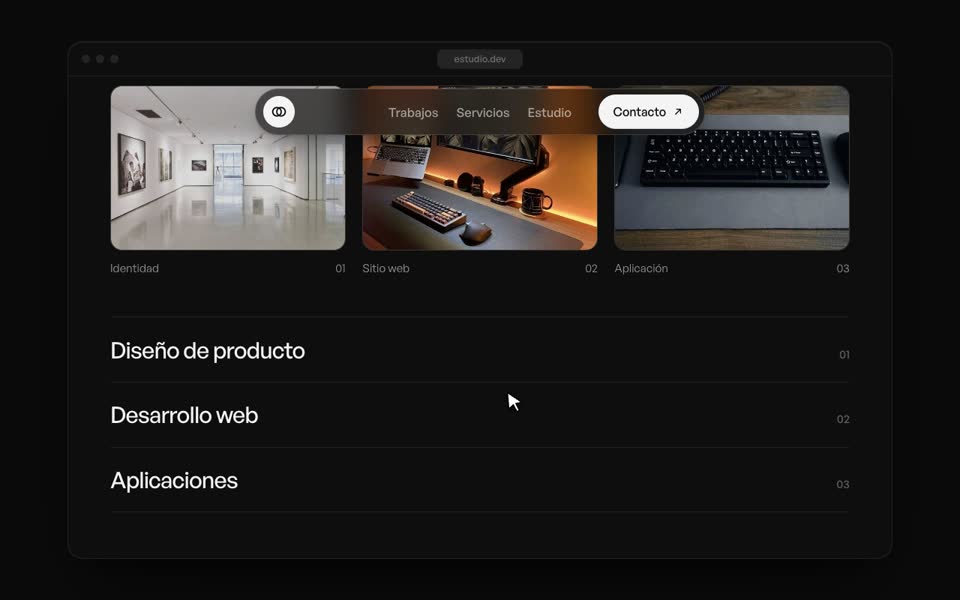 estudio.dev
Trabajos Servicios Estudio Contacto ↗
Identidad 01 Sitio web 02 Aplicación 03
Diseño de producto 01
Desarrollo web 02
Aplicaciones 03